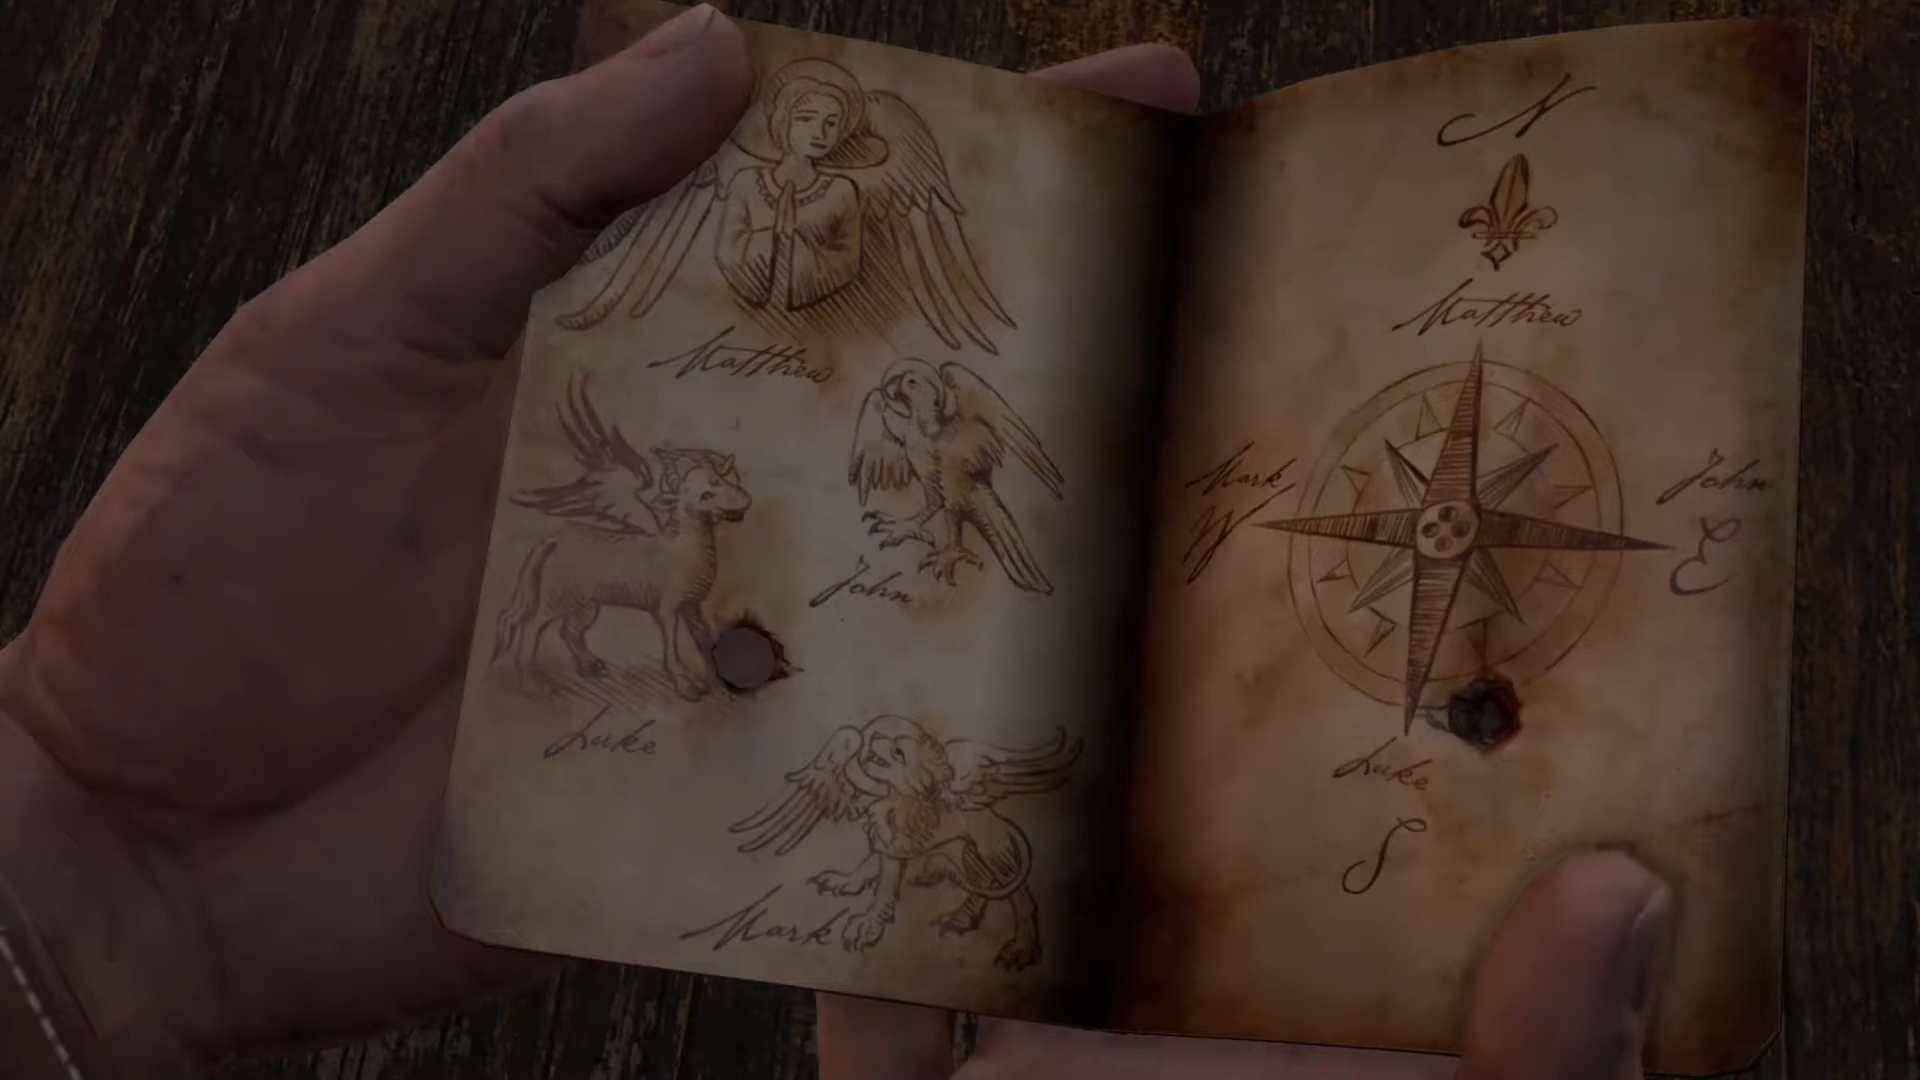 Matthew
John
Luke
Mark
N
Matthew
Mark
W
John
E
Luke
S